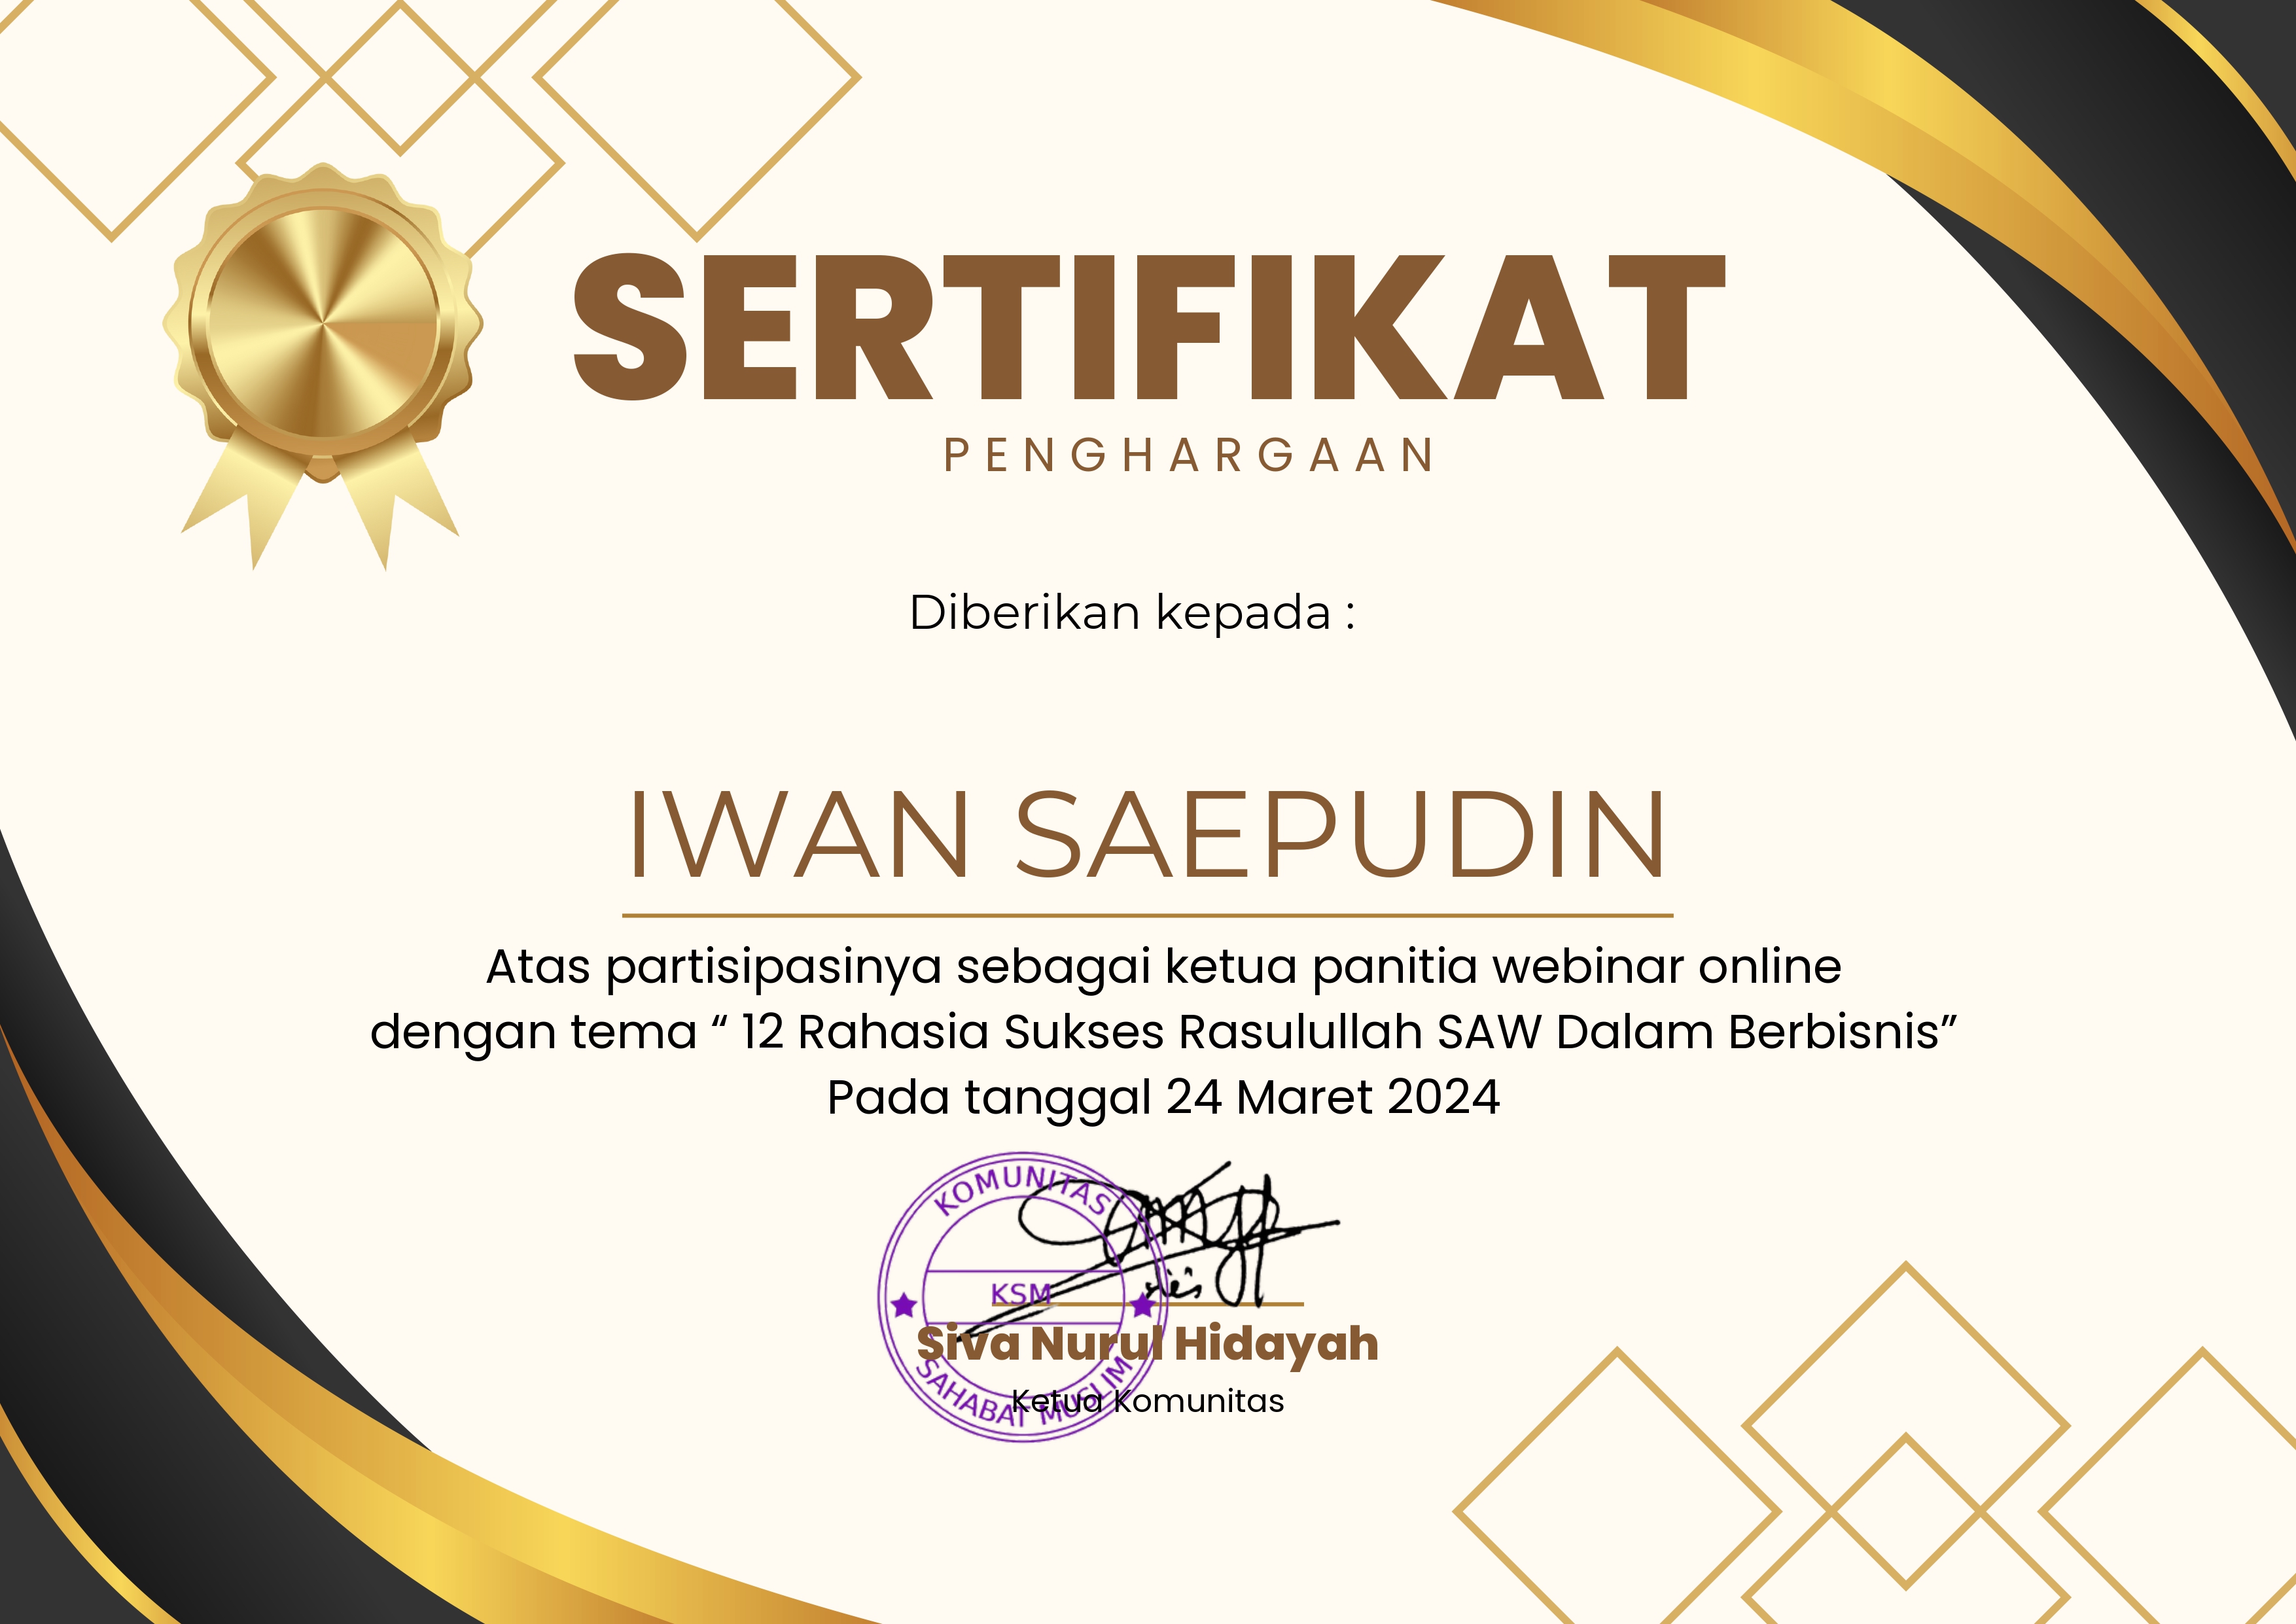 SERTIFIKAT
PENGHARGAAN
Diberikan kepada :
IWAN SAEPUDIN
Atas partisipasinya sebagai ketua panitia webinar online
dengan tema “ 12 Rahasia Sukses Rasulullah SAW Dalam Berbisnis”
Pada tanggal 24 Maret 2024
KOMUNITAS
KSM
SAHABAT MUSLIM
Siva Nurul Hidayah
Ketua Komunitas